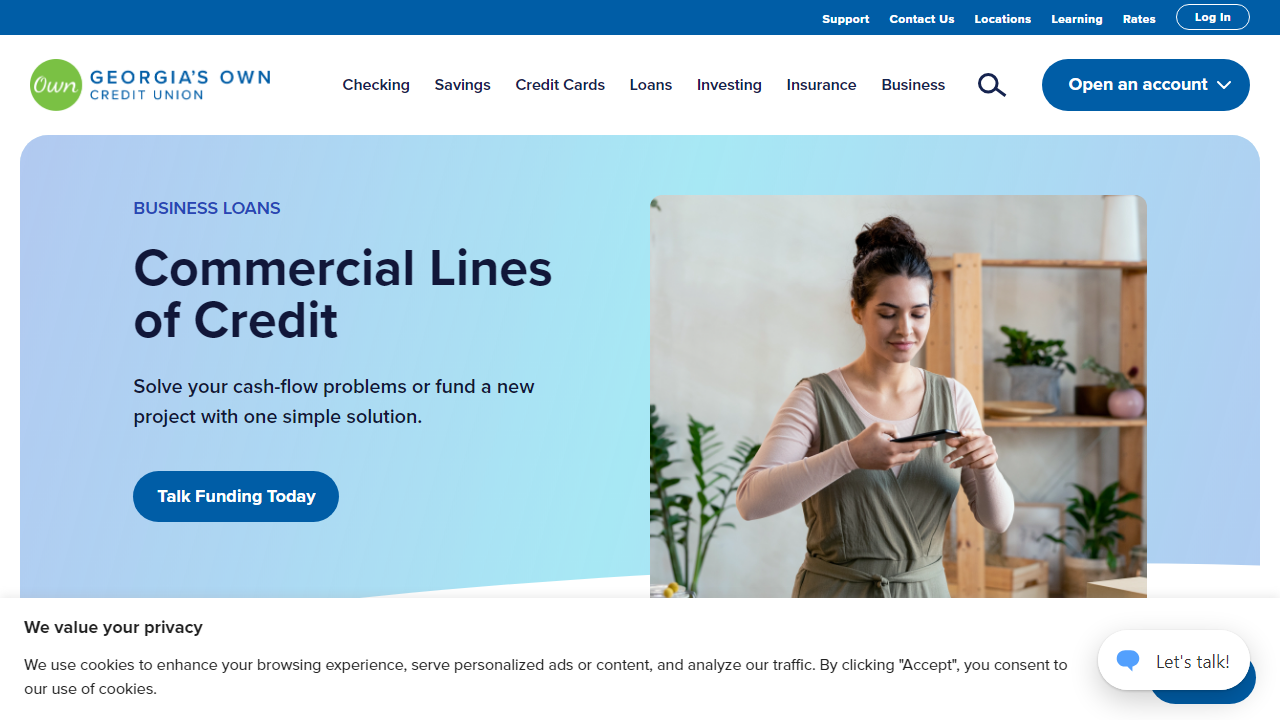 Support Contact Us Locations Learning Rates Log In
Own GEORGIA'S OWN
CREDIT UNION
Checking Savings Credit Cards Loans Investing Insurance Business Open an account
BUSINESS LOANS
Commercial Lines
of Credit
Solve your cash-flow problems or fund a new
project with one simple solution.
Talk Funding Today
We value your privacy
We use cookies to enhance your browsing experience, serve personalized ads or content, and analyze our traffic. By clicking "Accept", you consent to
our use of cookies.
Let's talk!